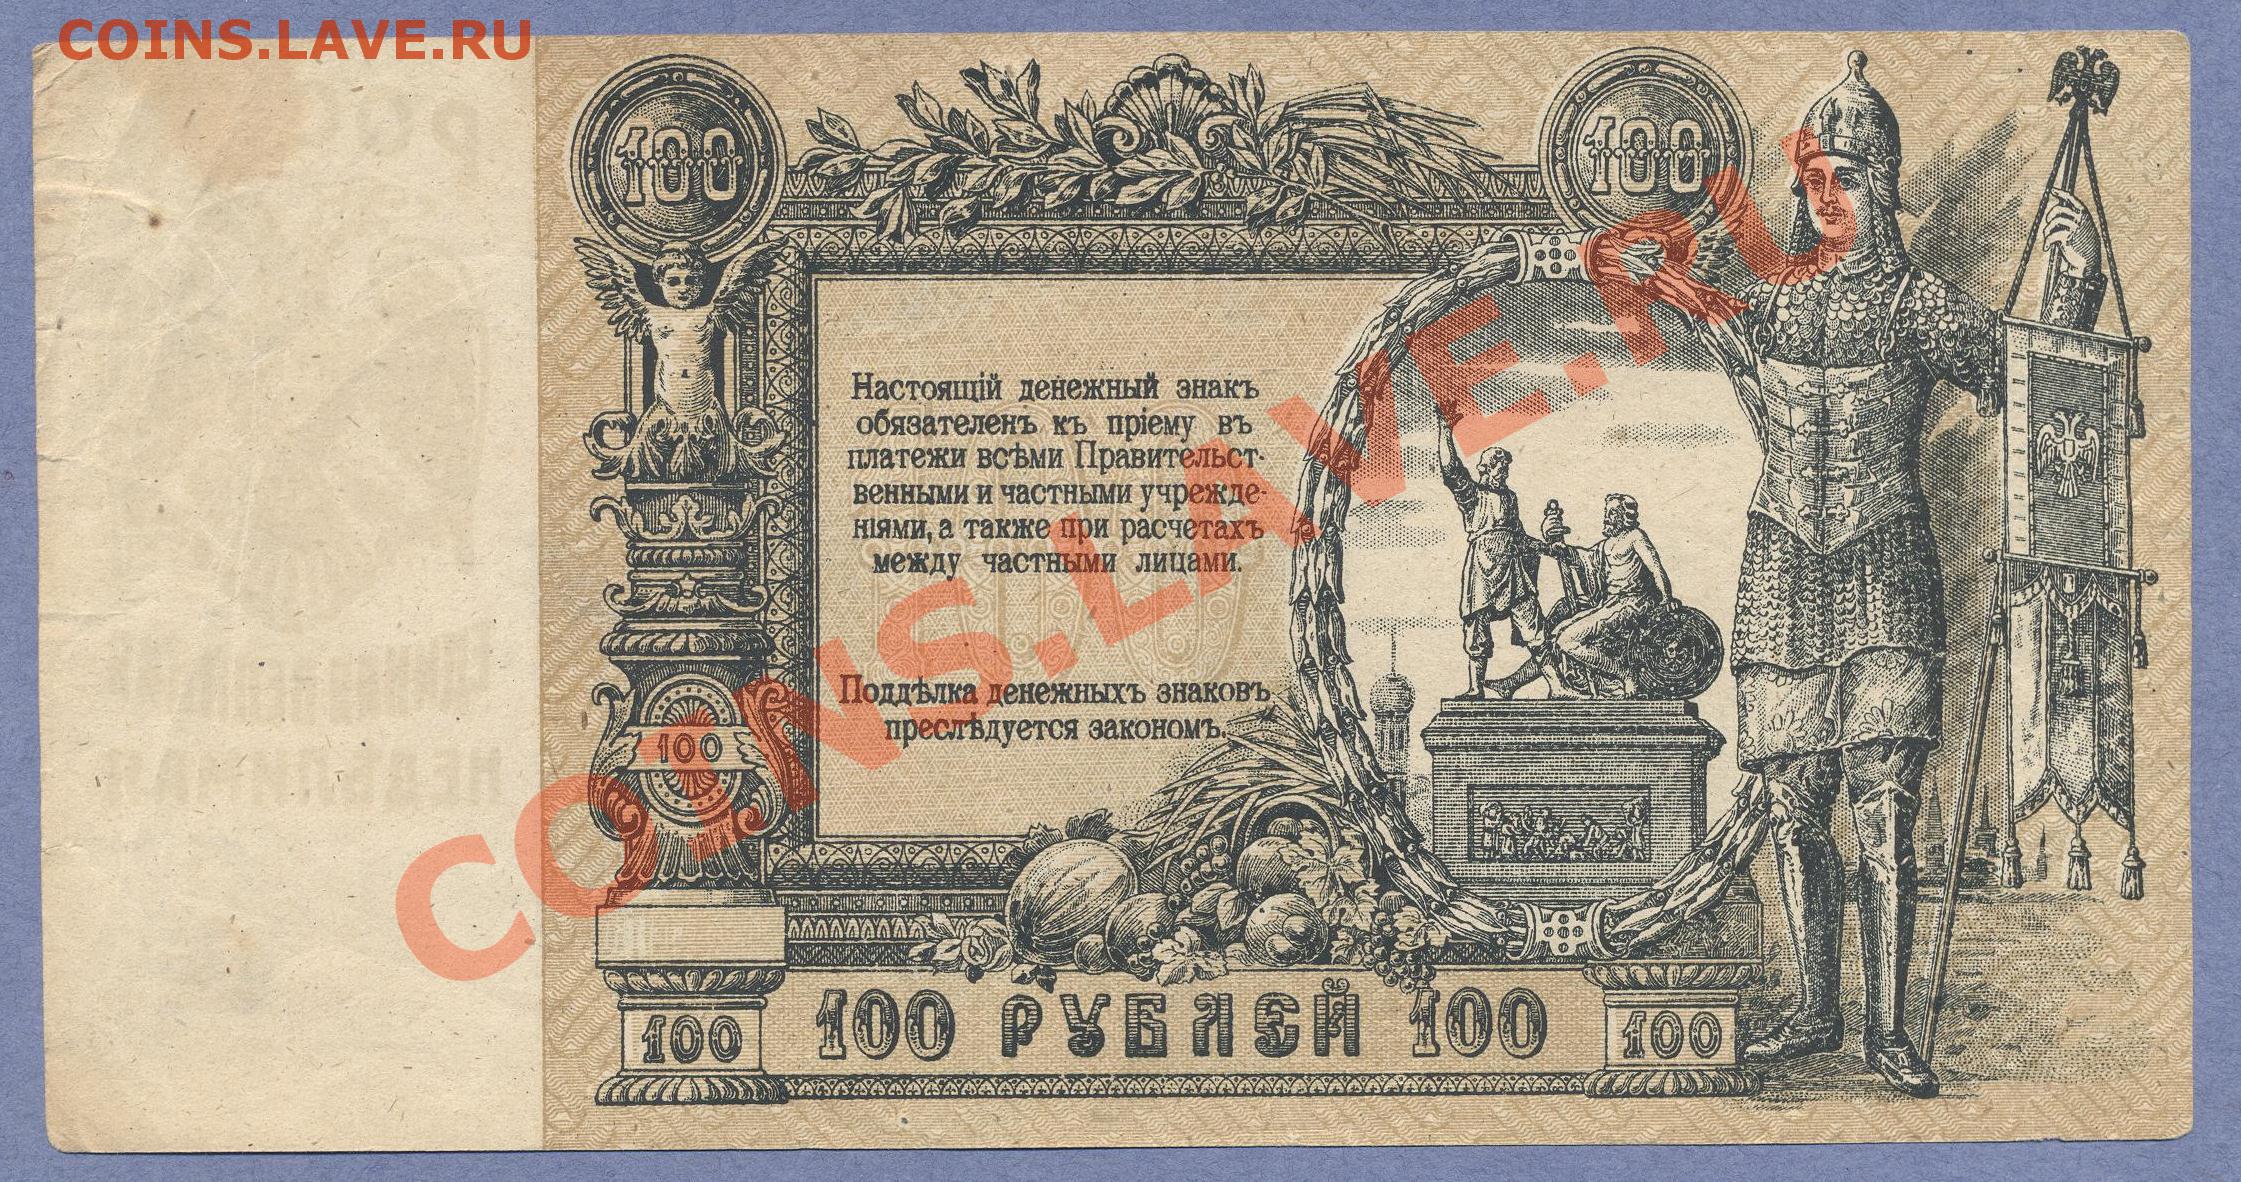 COINS.LAVE.RU
100
100
Настоящій денежный знакъ
обязателенъ къ пріему въ
платежи всѣми Правительст-
венными и частными учрежде-
ніями, а также при расчетахъ
между частными лицами.
Поддѣлка денежныхъ знаковъ
преслѣдуется закономъ.
COINS.LAVE.RU
100
100 РУБЛЕЙ 100
100
100